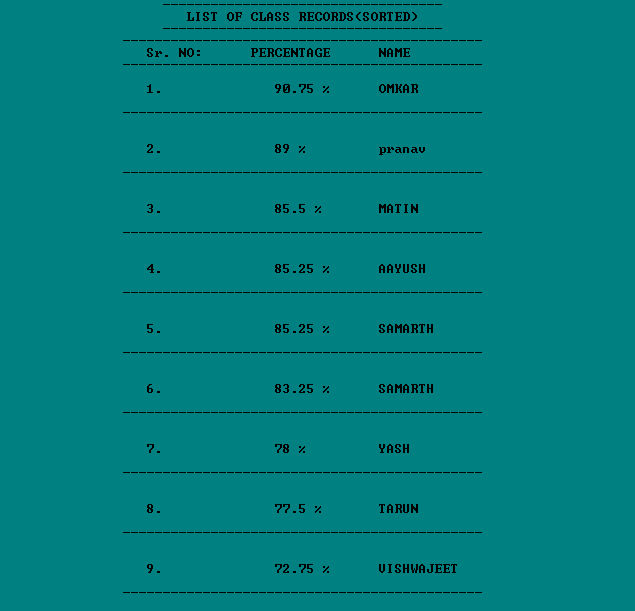 LIST OF CLASS RECORDS(SORTED)
Sr. NO: PERCENTAGE NAME
1. 90.75 % OMKAR
2. 89 % pranav
3. 85.5 % MATIN
4. 85.25 % AAYUSH
5. 85.25 % SAMARTH
6. 83.25 % SAMARTH
7. 78 % YASH
8. 77.5 % TARUN
9. 72.75 % VISHWAJEET